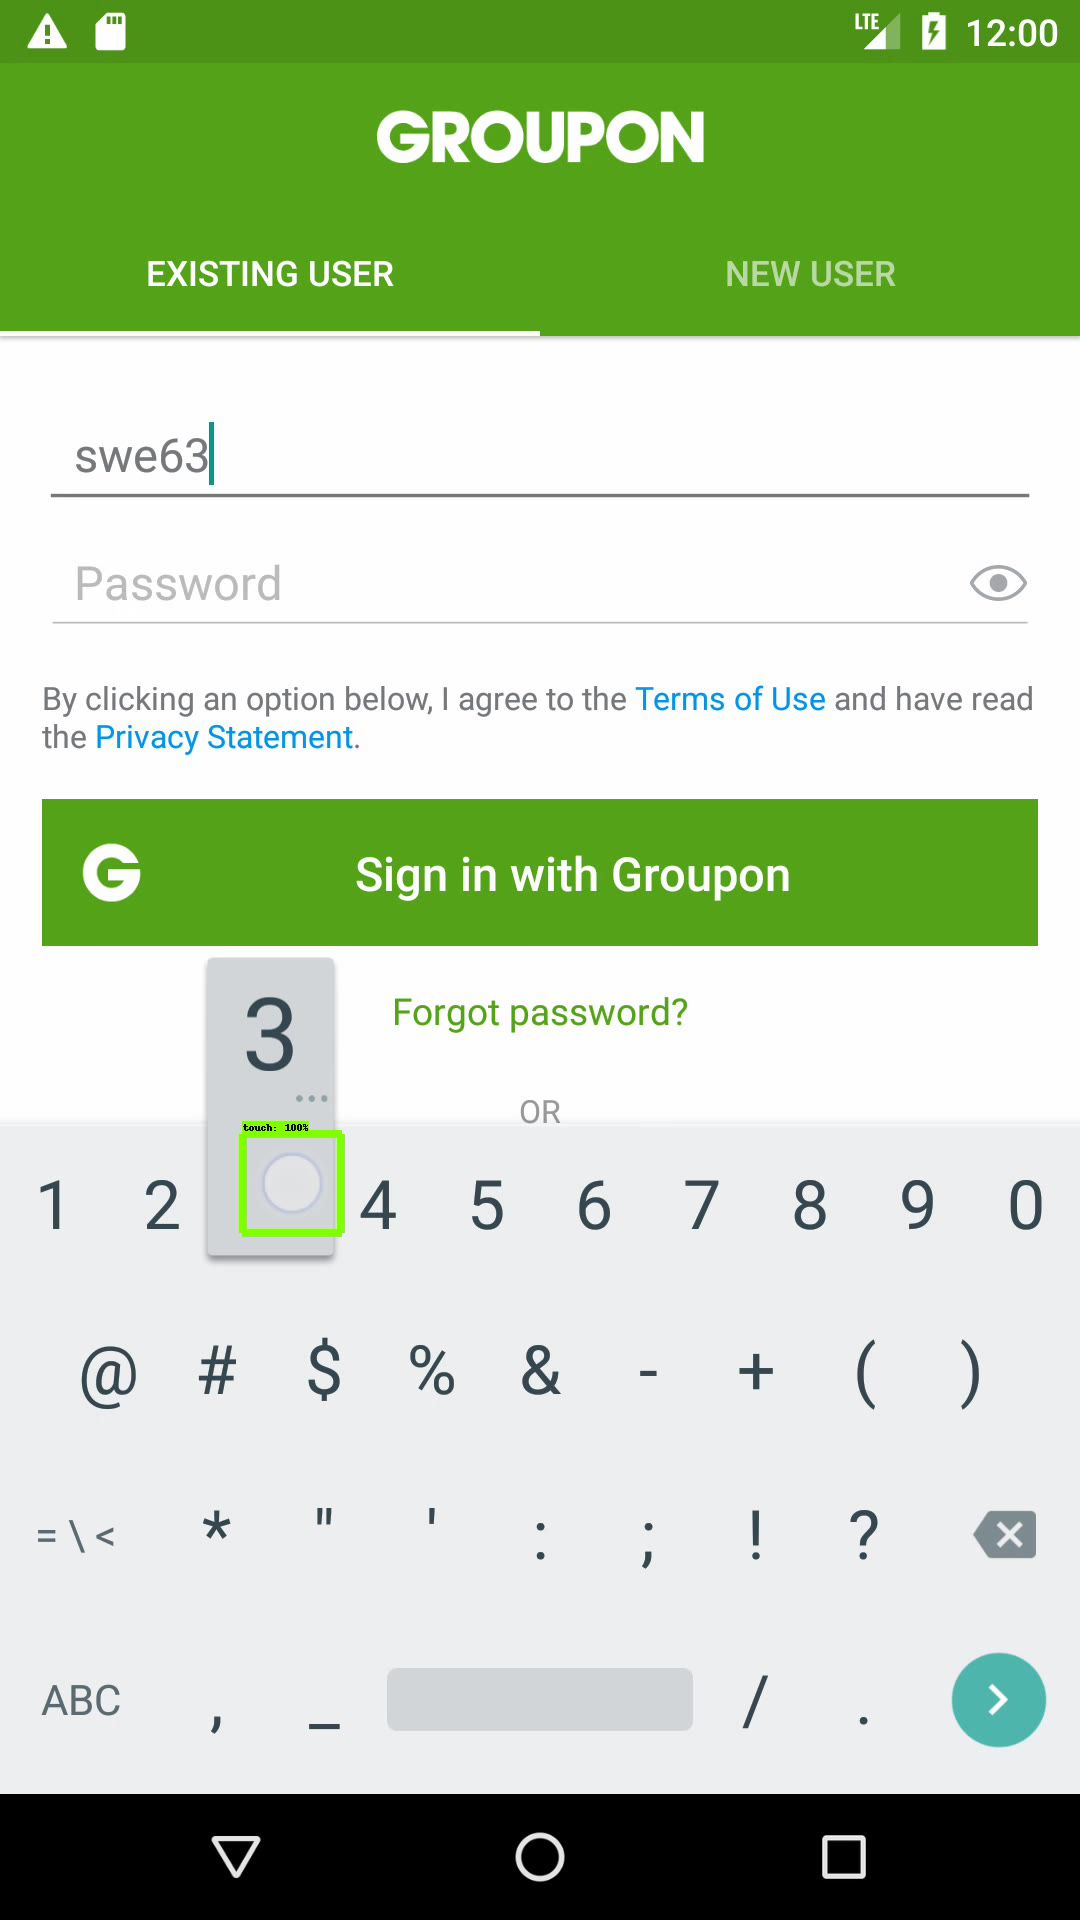 LTE 12:00
GROUPON
EXISTING USER NEW USER
swe63
Password
By clicking an option below, I agree to the Terms of Use and have read
the Privacy Statement.
G Sign in with Groupon
3
...
Forgot password?
OR
touch: 100%
1 2 4 5 6 7 8 9 0
@ # $ % & - + ( )
= \ < * " ' : ; ! ?
ABC , _ / .